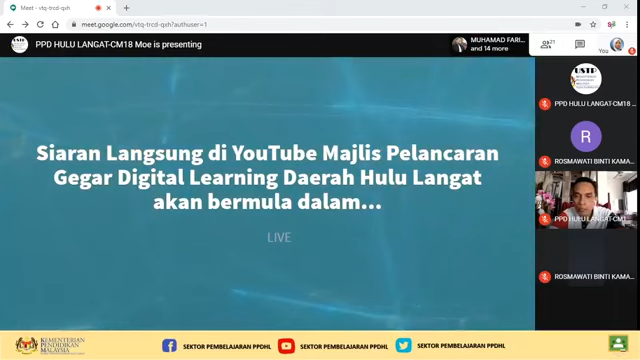 Meet - vtq-trcd-qxh
meet.google.com/vtq-trcd-qxh?authuser=1
PPD HULU LANGAT-CM18 Moe is presenting
MUHAMAD FARI...
and 14 more
21
You
USTP
PPD HULU LANGAT-CM18 ...
R
ROSMAWATI BINTI KAMA...
PPD HULU LANGAT-CM1
ROSMAWATI BINTI KAMA...
Siaran Langsung di YouTube Majlis Pelancaran
Gegar Digital Learning Daerah Hulu Langat
akan bermula dalam...
LIVE
KEMENTERIAN
PENDIDIKAN
MALAYSIA
SEKTOR PEMBELAJARAN PPDHL
SEKTOR PEMBELAJARAN PPDHL
SEKTOR PEMBELAJARAN PPDHL